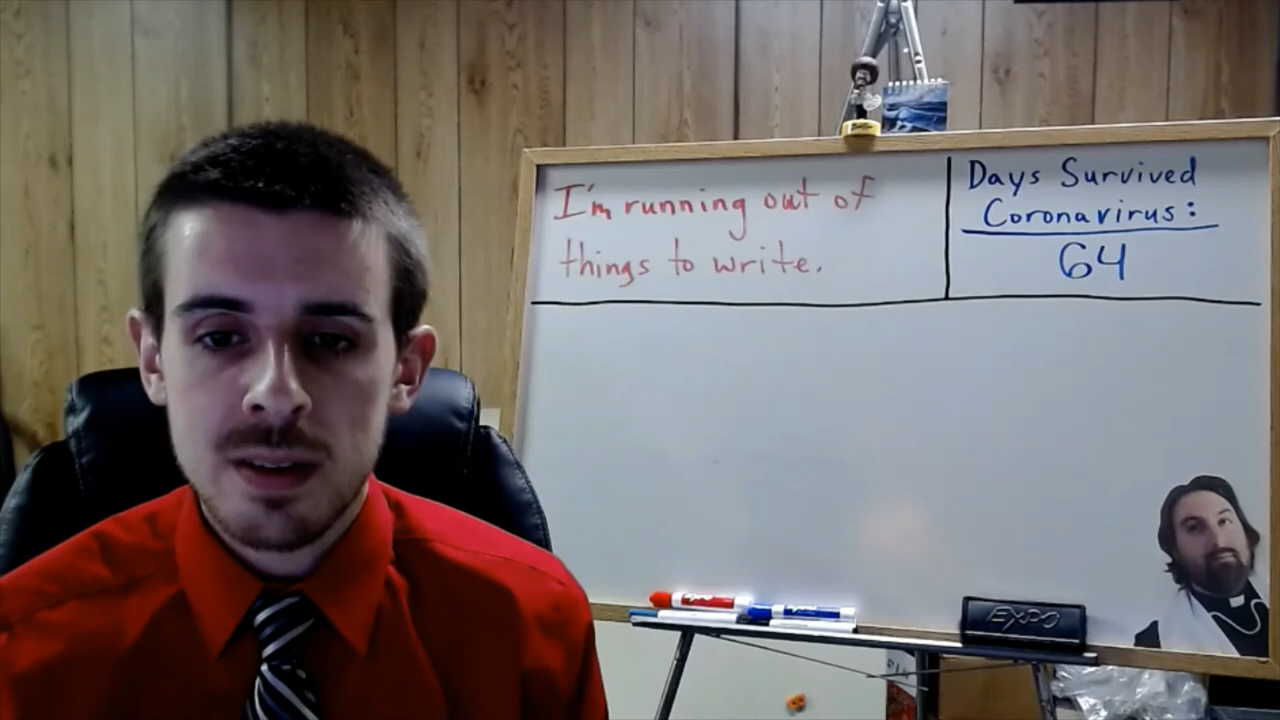 I'm running out of
things to write.
Days Survived
Coronavirus:
64
EXPO